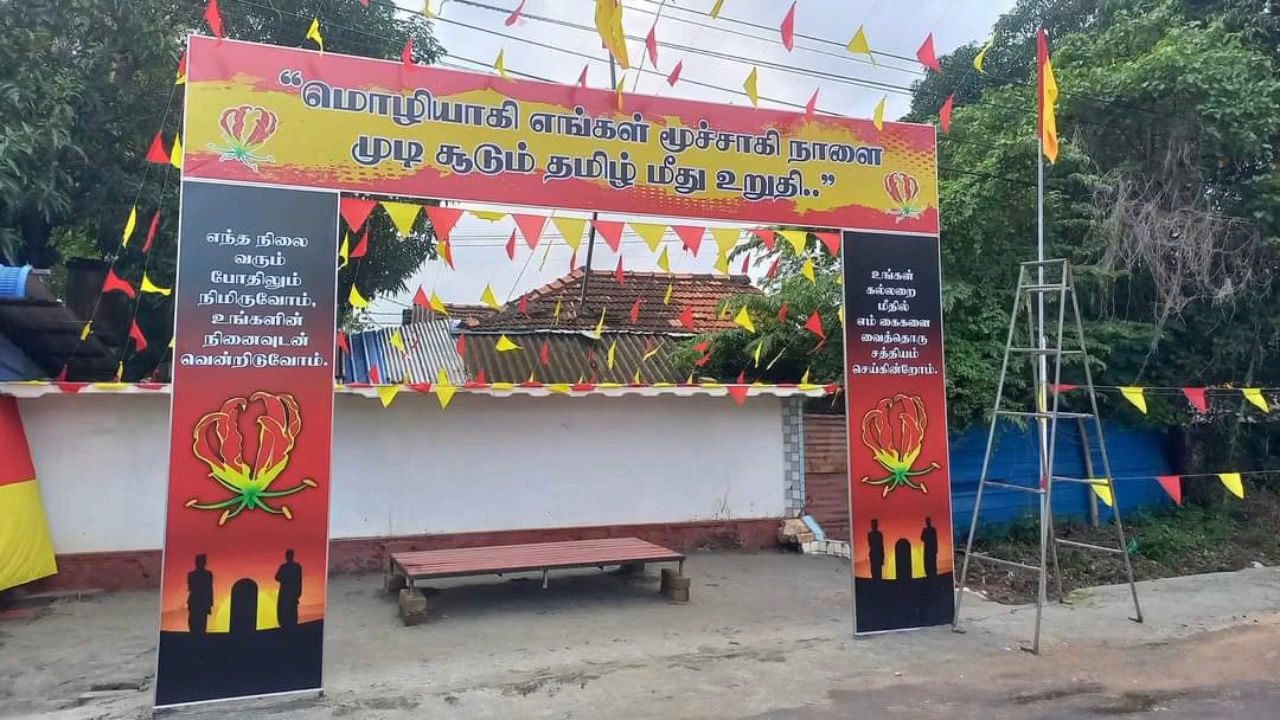 “மொழியாகி எங்கள் மூச்சாகி நாளை
முடி சூடும் தமிழ் மீது உறுதி..”
எந்த நிலை
வரும்
போதிலும்
நிமிருவோம்,
உங்களின்
நினைவுடன்
வென்றிடுவோம்.
உங்கள்
கல்லறை
மீதில்
எம் கைகளை
வைத்தொரு
சத்தியம்
செய்கின்றோம்.